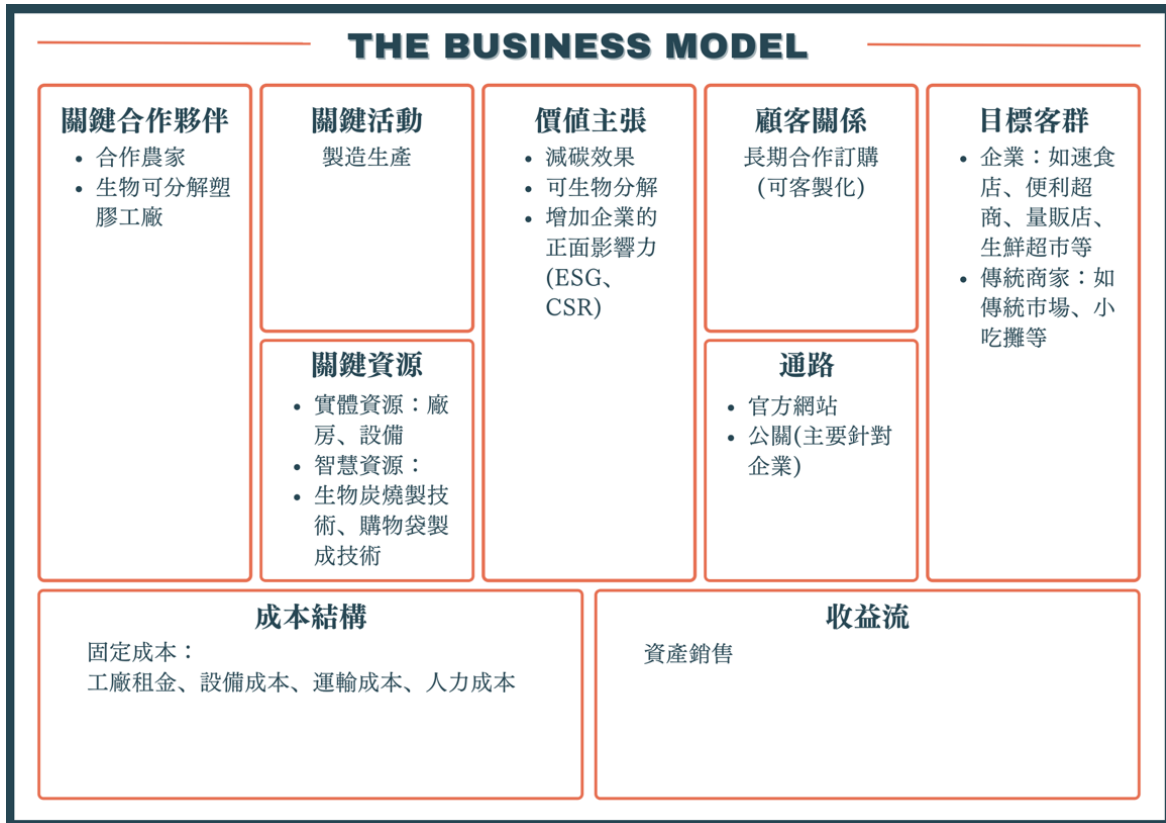 THE BUSINESS MODEL
關鍵合作夥伴
• 合作農家
• 生物可分解塑
膠工廠
關鍵活動
製造生產
關鍵資源
• 實體資源：廠
房、設備
• 智慧資源：
• 生物炭燒製技
術、購物袋製
成技術
價值主張
• 減碳效果
• 可生物分解
• 增加企業的
正面影響力
(ESG、
CSR)
顧客關係
長期合作訂購
(可客製化)
通路
• 官方網站
• 公關(主要針對
企業)
目標客群
• 企業：如速食
店、便利超
商、量販店、
生鮮超市等
• 傳統商家：如
傳統市場、小
吃攤等
成本結構
固定成本：
工廠租金、設備成本、運輸成本、人力成本
收益流
資產銷售